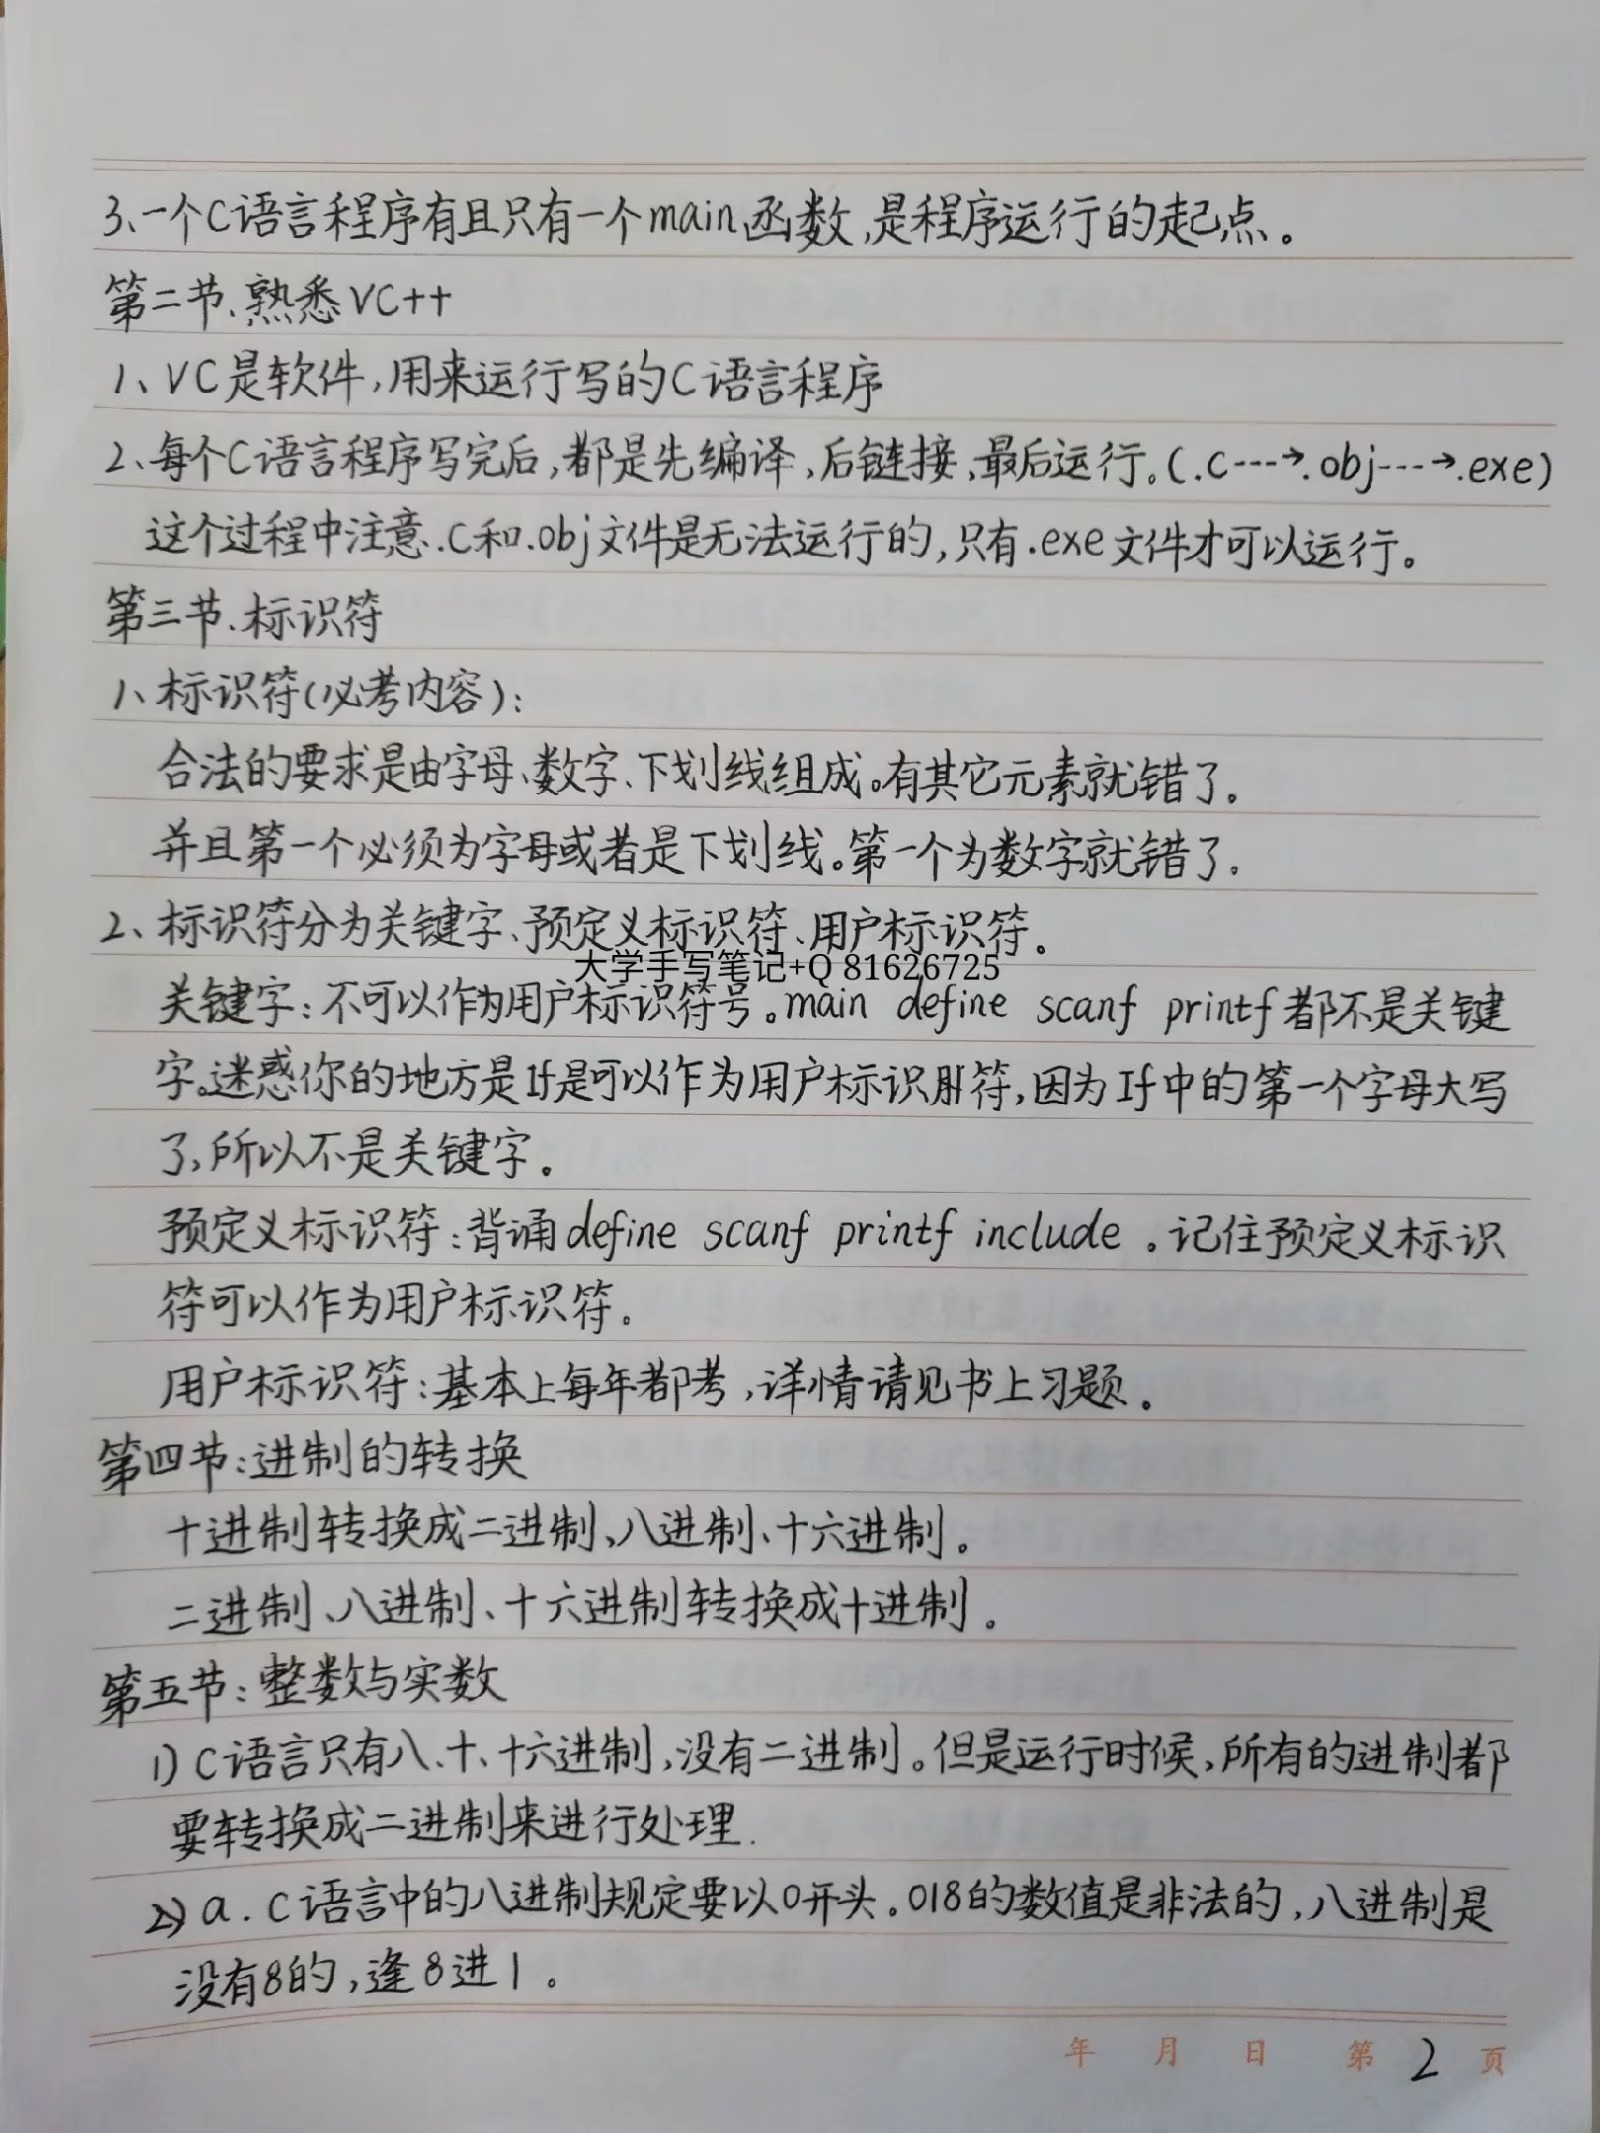 3、一个C语言程序有且只有一个main函数,是程序运行的起点。
第二节、熟悉VC++
1、VC是软件,用来运行写的C语言程序
2、每个C语言程序写完后,都是先编译,后链接,最后运行。(.c---→.obj---→.exe)
这个过程中注意.C和.obj文件是无法运行的,只有.exe文件才可以运行。
第三节、标识符
1、标识符(必考内容):
合法的要求是由字母、数字、下划线组成。有其它元素就错了。
并且第一个必须为字母或者是下划线。第一个为数字就错了.
2、标识符分为关键字、预定义标识符、用户标识符。
大学手写笔记+Q 81626725
关键字:不可以作为用户标识符号。main define scanf printf都不是关键
字。迷惑你的地方是If是可以作为用户标识符,因为If中的第一个字母大写
了,所以不是关键字。
预定义标识符:背诵define scanf printf include。记住预定义标识
符可以作为用户标识符。
用户标识符:基本上每年都考,详情请见书上习题。
第四节:进制的转换
十进制转换成二进制、八进制、十六进制。
二进制、八进制、十六进制转换成十进制。
第五节:整数与实数
1)C语言只有八、十、十六进制,没有二进制。但是运行时候,所有的进制都
要转换成二进制来进行处理.
2)a.C语言中的八进制规定要以0开头。018的数值是非法的,八进制是
没有8的,逢8进1。
年 月 日 第 2 页